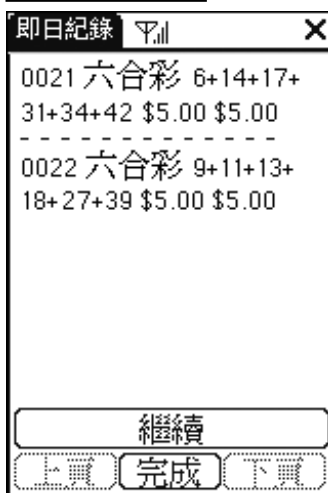 即日紀錄
0021 六合彩 6+14+17+
31+34+42 $5.00 $5.00
0022 六合彩 9+11+13+
18+27+39 $5.00 $5.00
繼續
上頁 完成 下頁